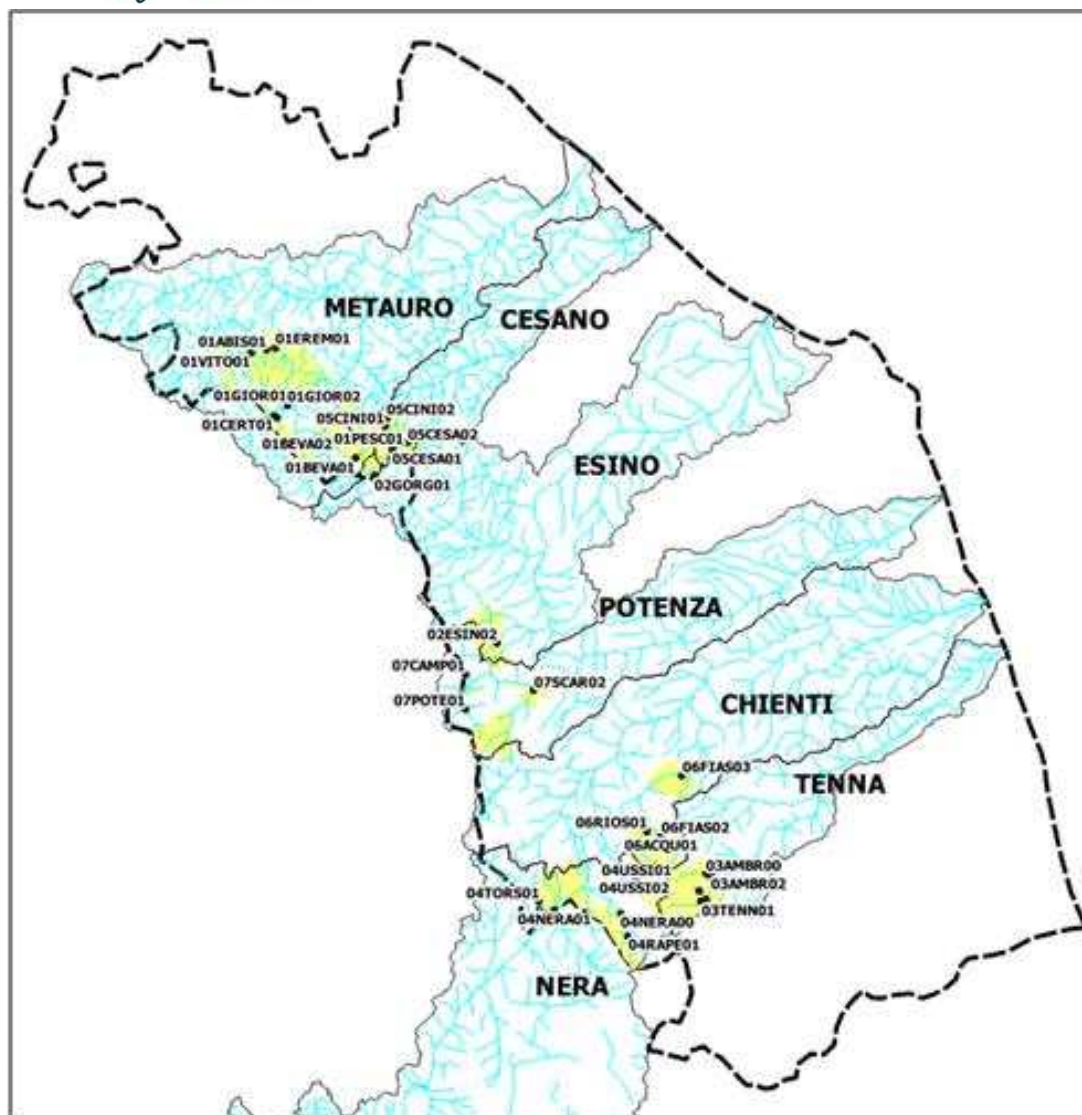 METAURO
CESANO
01ABIS01
01EREM01
01VITO01
01GIOR01
01GIOR02
05CINI01
05CINI02
01CERT01
01PESC01
05CESA02
01BEVA02
05CESA01
01BEVA01
02GORG01
ESINO
POTENZA
02ESIN02
07CAMP01
07SCAR02
07POTE01
CHIENTI
06FIAS03
TENNA
06RIOS01
06FIAS02
06ACQU01
04USSI01
03AMBR00
04USSI02
03AMBR02
04TORS01
03TENN01
04NERA01
04NERA00
04RAPE01
NERA